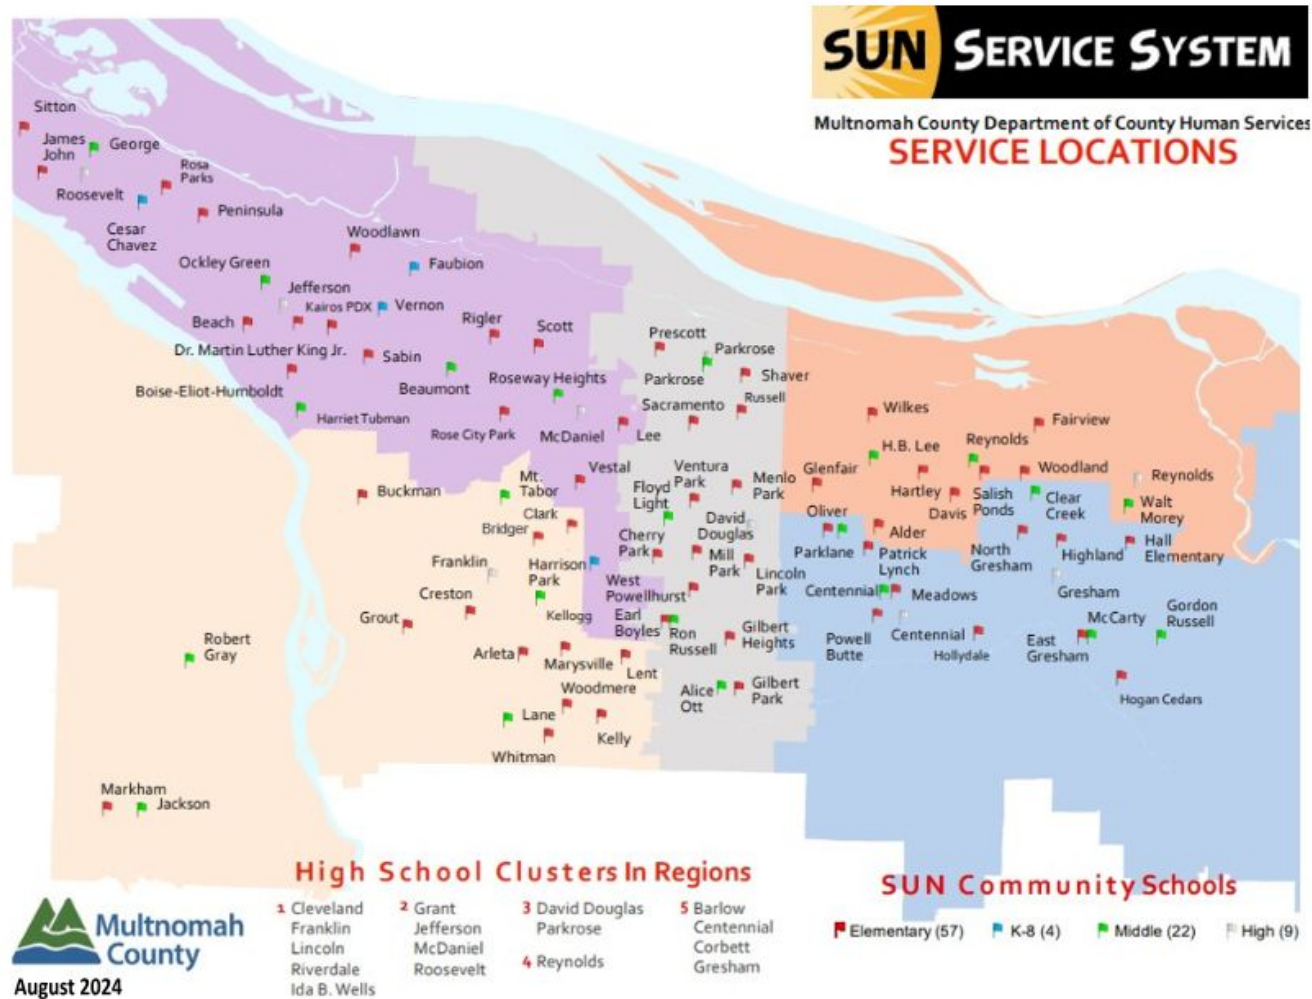 SUN SERVICE SYSTEM
Multnomah County Department of County Human Services
SERVICE LOCATIONS
Sitton
James
John
George
Rosa
Parks
Roosevelt
Peninsula
Cesar
Chavez
Woodlawn
Ockley Green
Faubion
Jefferson
Kairos PDX
Vernon
Beach
Rigler
Scott
Dr. Martin Luther King Jr.
Sabin
Boise-Eliot-Humboldt
Beaumont
Roseway Heights
Harriet Tubman
Rose City Park
McDaniel
Lee
Prescott
Parkrose
Parkrose
Shaver
Russell
Sacramento
Wilkes
Fairview
H.B. Lee
Reynolds
Vestal
Ventura
Park
Menlo
Park
Glenfair
Woodland
Reynolds
Buckman
Mt.
Tabor
Floyd
Light
Hartley
Davis
Salish
Ponds
Clear
Creek
Walt
Morey
Clark
Bridger
David
Douglas
Oliver
Alder
Cherry
Park
Mill
Park
Parklane
Patrick
Lynch
North
Gresham
Highland
Hall
Elementary
Franklin
Harrison
Park
West
Powellhurst
Lincoln
Park
Centennial
Meadows
Gresham
Creston
Kellogg
Earl
Boyles
Ron
Russell
Gilbert
Heights
Grout
Powell
Butte
Centennial
Hollydale
East
Gresham
McCarty
Gordon
Russell
Robert
Gray
Arleta
Marysville
Lent
Woodmere
Alice
Ott
Gilbert
Park
Hogan Cedars
Lane
Kelly
Whitman
Markham
Jackson
High School Clusters In Regions
1 Cleveland
Franklin
Lincoln
Riverdale
Ida B. Wells
2 Grant
Jefferson
McDaniel
Roosevelt
3 David Douglas
Parkrose
4 Reynolds
5 Barlow
Centennial
Corbett
Gresham
SUN Community Schools
Elementary (57)
K-8 (4)
Middle (22)
High (9)
Multnomah
County
August 2024